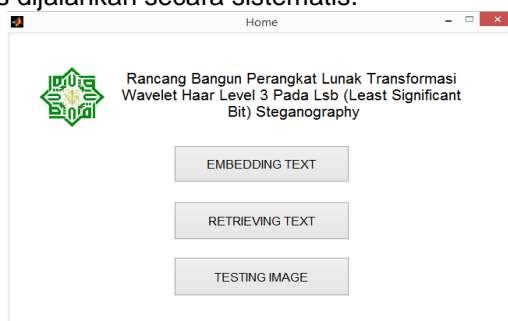 s dijalankan secara sistematis.
Home
Rancang Bangun Perangkat Lunak Transformasi
Wavelet Haar Level 3 Pada Lsb (Least Significant
Bit) Steganography
EMBEDDING TEXT
RETRIEVING TEXT
TESTING IMAGE